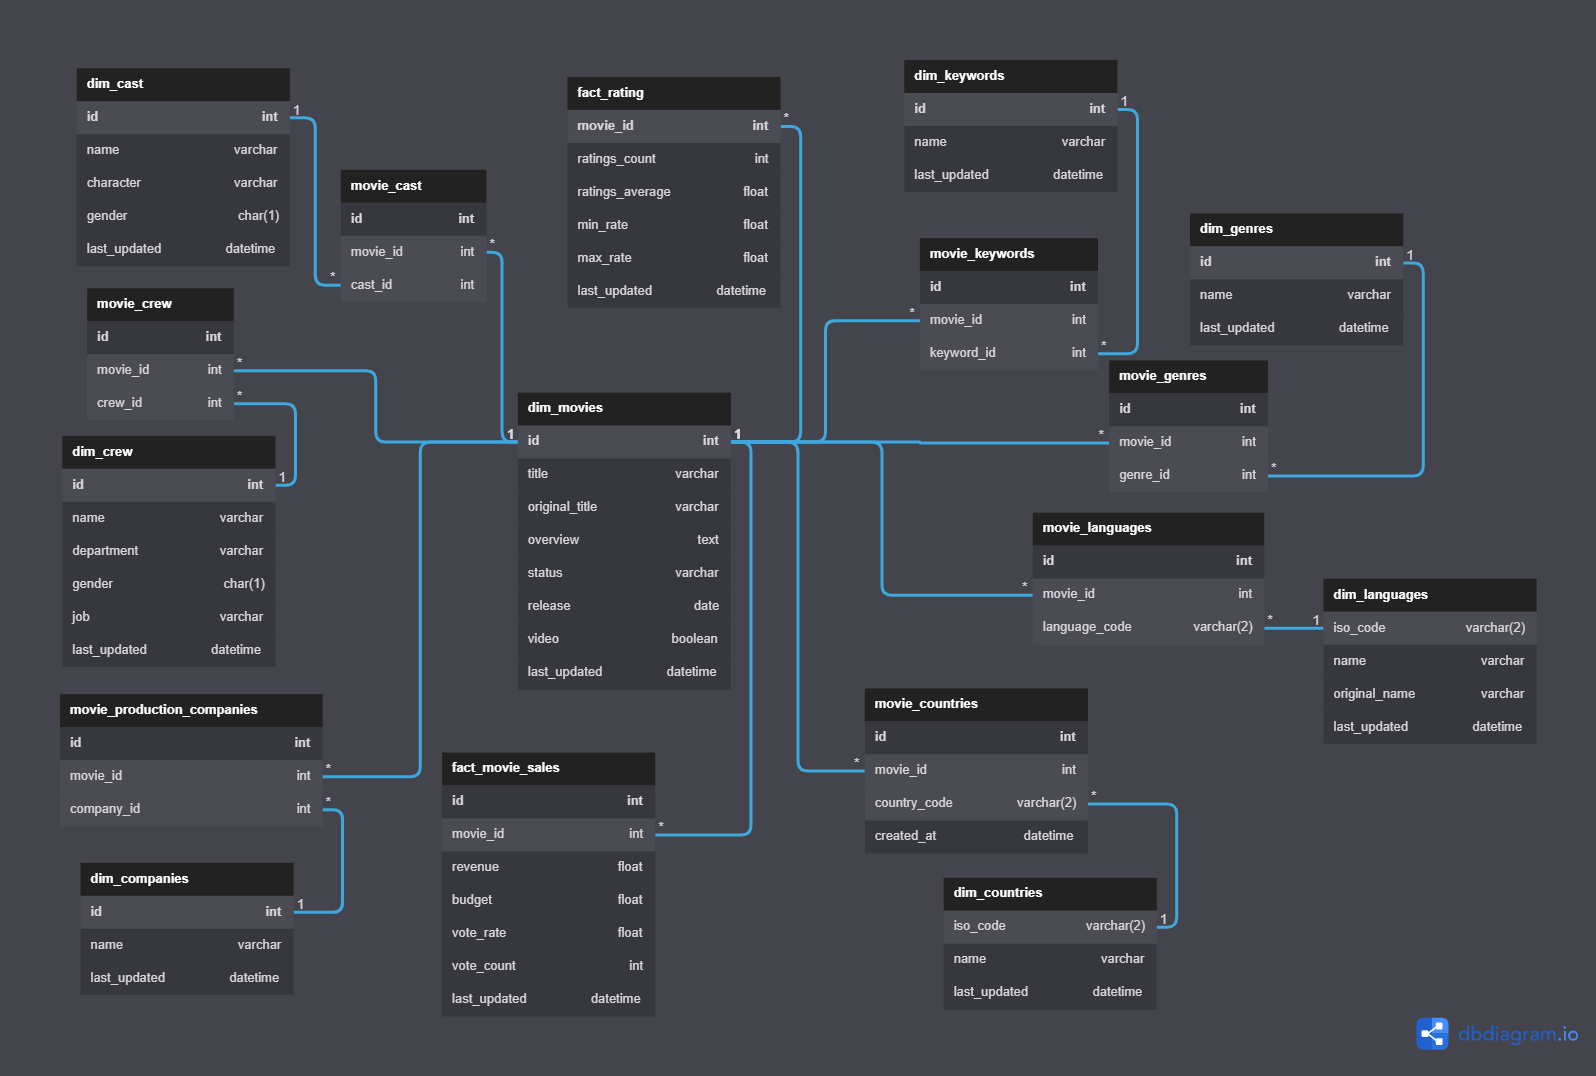 dim_cast
id int
name varchar
character varchar
gender char(1)
last_updated datetime
1
*
movie_cast
id int
movie_id int
cast_id int
*
fact_rating
movie_id int
ratings_count int
ratings_average float
min_rate float
max_rate float
last_updated datetime
*
dim_keywords
id int
name varchar
last_updated datetime
1
movie_keywords
id int
movie_id int
keyword_id int
*
*
dim_genres
id int
name varchar
last_updated datetime
1
movie_genres
id int
movie_id int
genre_id int
*
*
movie_crew
id int
movie_id int
crew_id int
*
*
dim_crew
id int
name varchar
department varchar
gender char(1)
job varchar
last_updated datetime
1
dim_movies
id int
title varchar
original_title varchar
overview text
status varchar
release date
video boolean
last_updated datetime
1
1
movie_languages
id int
movie_id int
language_code varchar(2)
*
*
dim_languages
iso_code varchar(2)
name varchar
original_name varchar
last_updated datetime
1
movie_production_companies
id int
movie_id int
company_id int
*
*
dim_companies
id int
name varchar
last_updated datetime
1
fact_movie_sales
id int
movie_id int
revenue float
budget float
vote_rate float
vote_count int
last_updated datetime
*
movie_countries
id int
movie_id int
country_code varchar(2)
created_at datetime
*
*
dim_countries
iso_code varchar(2)
name varchar
last_updated datetime
1
dbdiagram.io